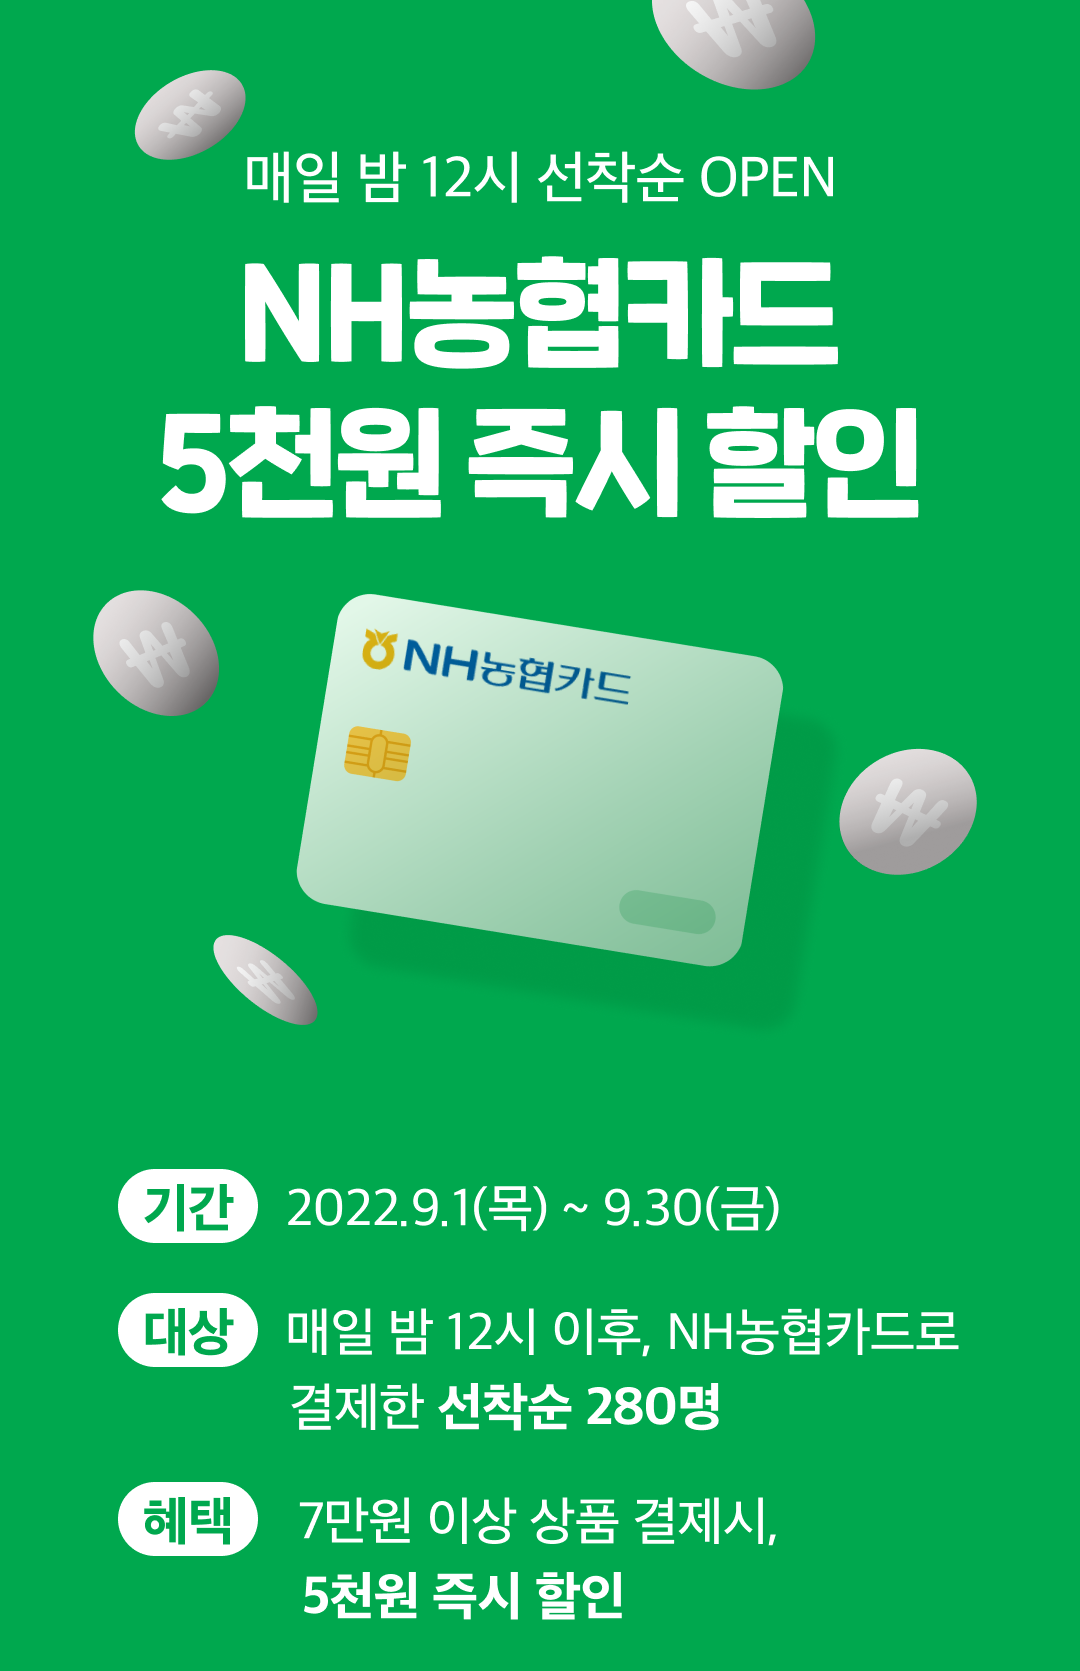 매일 밤 12시 선착순 OPEN
NH농협카드
5천원 즉시 할인
NH농협카드
기간 2022.9.1(목) ~ 9.30(금)
대상 매일 밤 12시 이후, NH농협카드로
결제한 선착순 280명
혜택 7만원 이상 상품 결제시,
5천원 즉시 할인